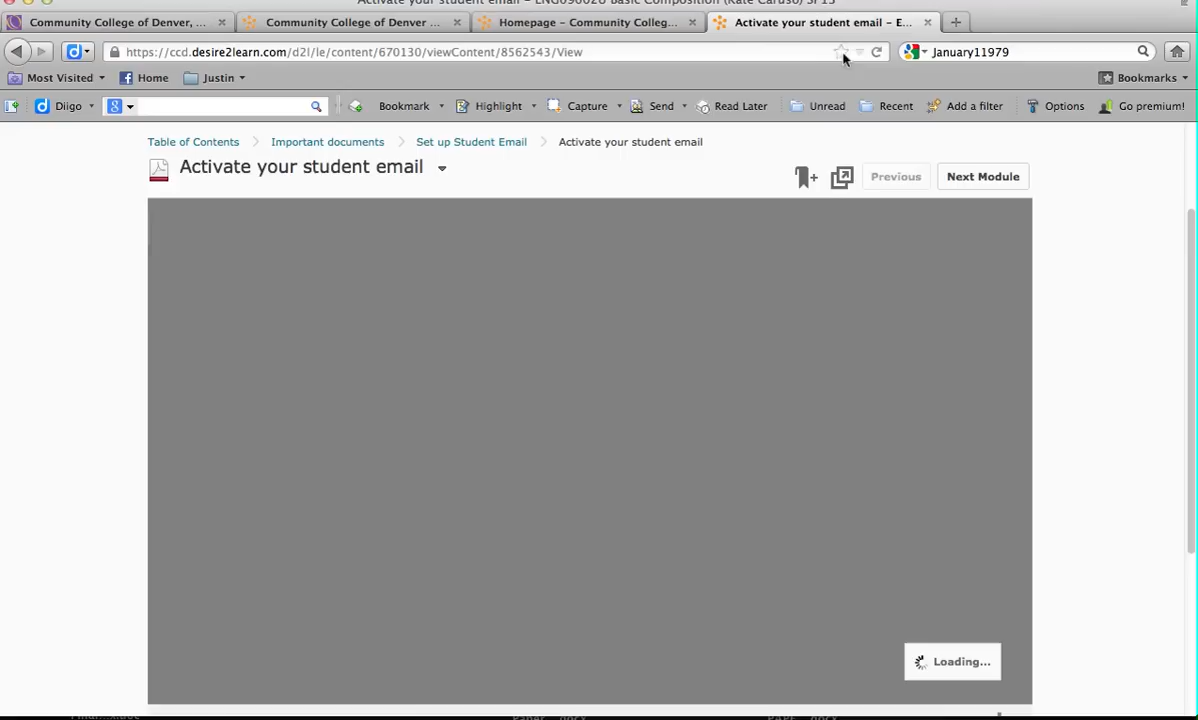 Activate your student email - ENG090026 Basic Composition (Kate Caruso) SP13
Community College of Denver, ...
Community College of Denver ...
Homepage - Community Colleg...
Activate your student email - E...
https://ccd.desire2learn.com/d2l/le/content/670130/viewContent/8562543/View
January11979
Most Visited
Home
Justin
Bookmarks
Diigo
Bookmark
Highlight
Capture
Send
Read Later
Unread
Recent
Add a filter
Options
Go premium!
Table of Contents
Important documents
Set up Student Email
Activate your student email
Activate your student email
Previous
Next Module
Loading...